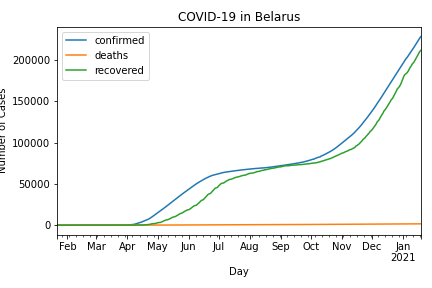 COVID-19 in Belarus
confirmed
deaths
recovered
200000
150000
100000
50000
0
Number of Cases
Feb Mar Apr May Jun Jul Aug Sep Oct Nov Dec Jan
2021
Day